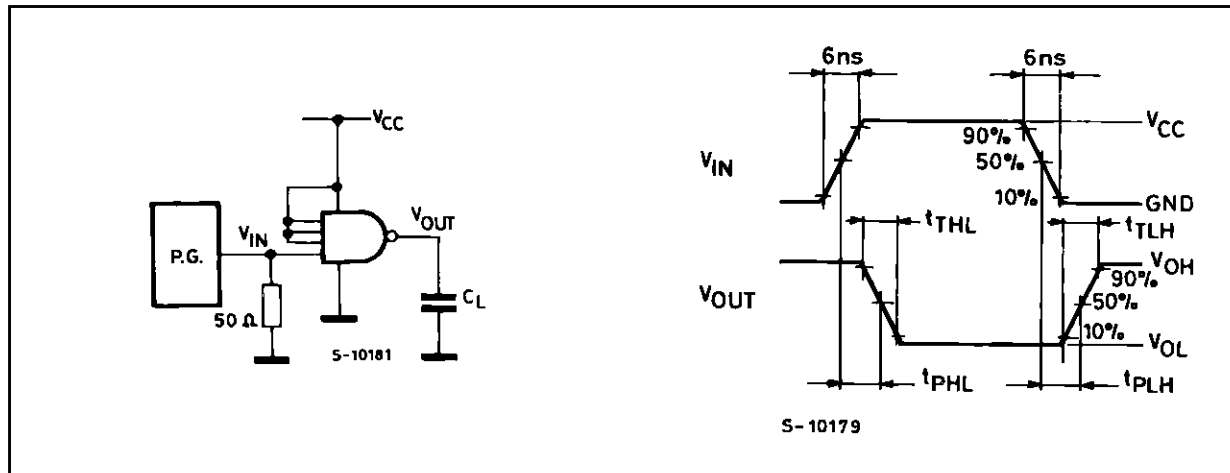 VCC
P.G.
VIN
VOUT
50 Ω
CL
S-10181
6ns
6ns
VIN
90%
50%
10%
VCC
GND
tTHL
tTLH
VOUT
VOH
90%
50%
10%
VOL
tPHL
tPLH
S-10179